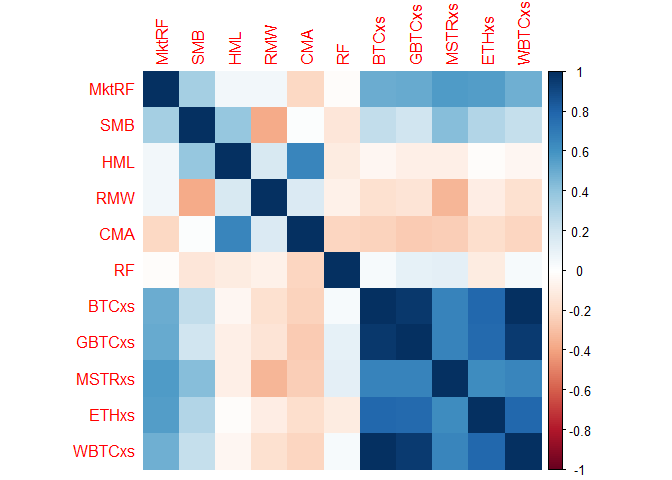 MktRF
SMB
HML
RMW
CMA
RF
BTCxs
GBTCxs
MSTRxs
ETHxs
WBTCxs
MktRF
SMB
HML
RMW
CMA
RF
BTCxs
GBTCxs
MSTRxs
ETHxs
WBTCxs
1
0.8
0.6
0.4
0.2
0
-0.2
-0.4
-0.6
-0.8
-1